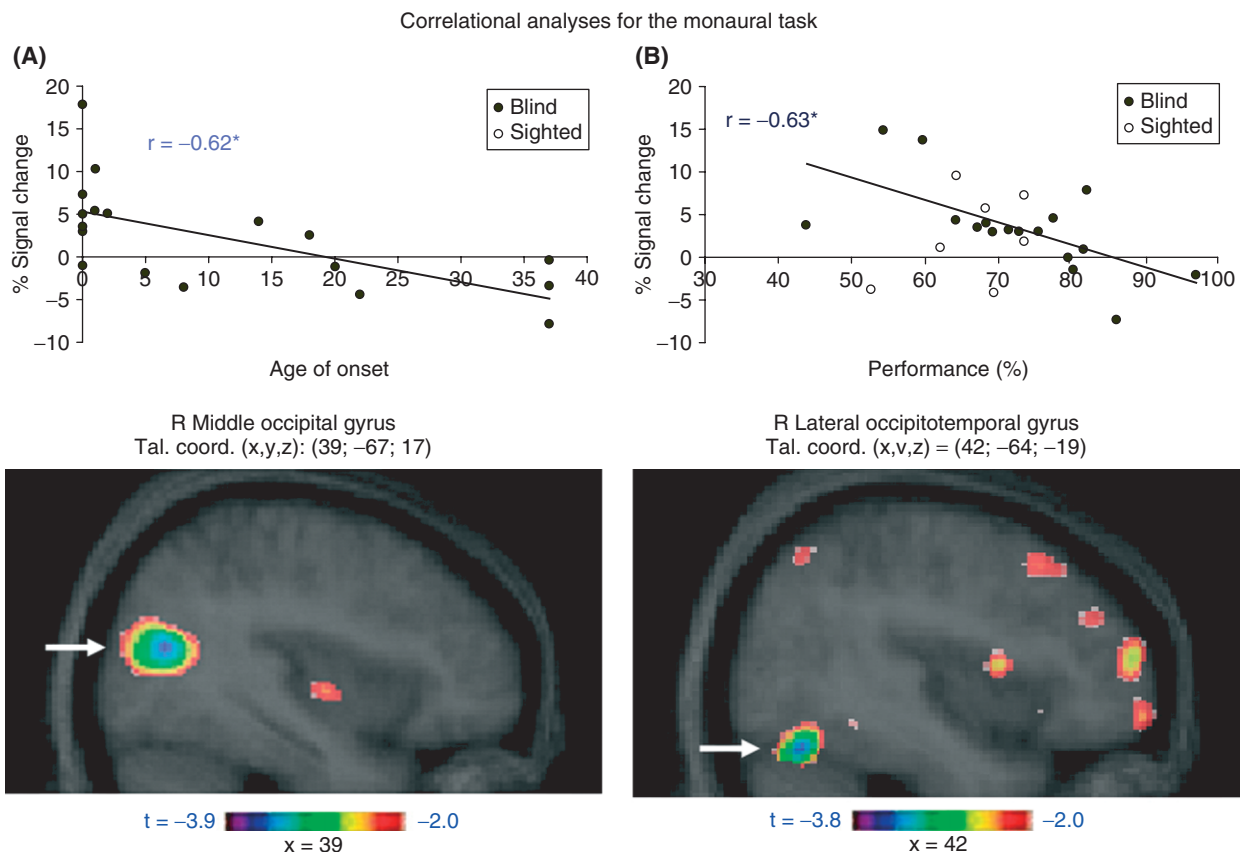 Correlational analyses for the monaural task
(A)
20
15
10
5
0
−5
−10
% Signal change
r = −0.62*
Blind
Sighted
0 5 10 15 20 25 30 35 40
Age of onset
(B)
20
15
10
5
0
−5
−10
% Signal change
r = −0.63*
Blind
Sighted
30 40 50 60 70 80 90 100
Performance (%)
R Middle occipital gyrus
Tal. coord. (x,y,z): (39; −67; 17)
t = −3.9 −2.0
x = 39
R Lateral occipitotemporal gyrus
Tal. coord. (x,v,z) = (42; −64; −19)
t = −3.8 −2.0
x = 42